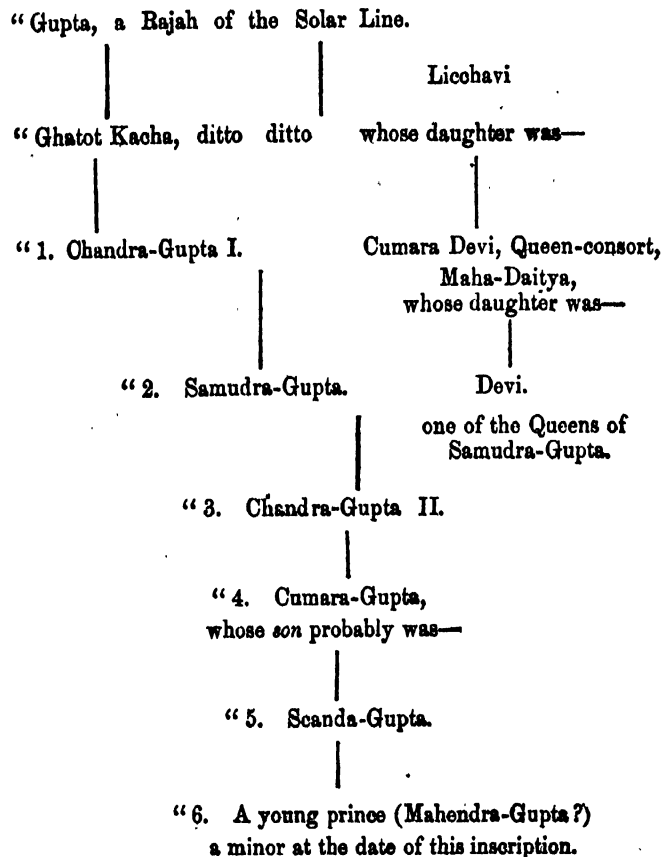 “Gupta, a Rajah of the Solar Line.
Licchavi
“Ghatot Kacha, ditto ditto whose daughter was—
“1. Chandra-Gupta I. Cumara Devi, Queen-consort,
Maha-Daitya,
whose daughter was—
“2. Samudra-Gupta. Devi.
one of the Queens of
Samudra-Gupta.
“3. Chandra-Gupta II.
“4. Cumara-Gupta,
whose son probably was—
“5. Scanda-Gupta.
“6. A young prince (Mahendra-Gupta?)
a minor at the date of this inscription.